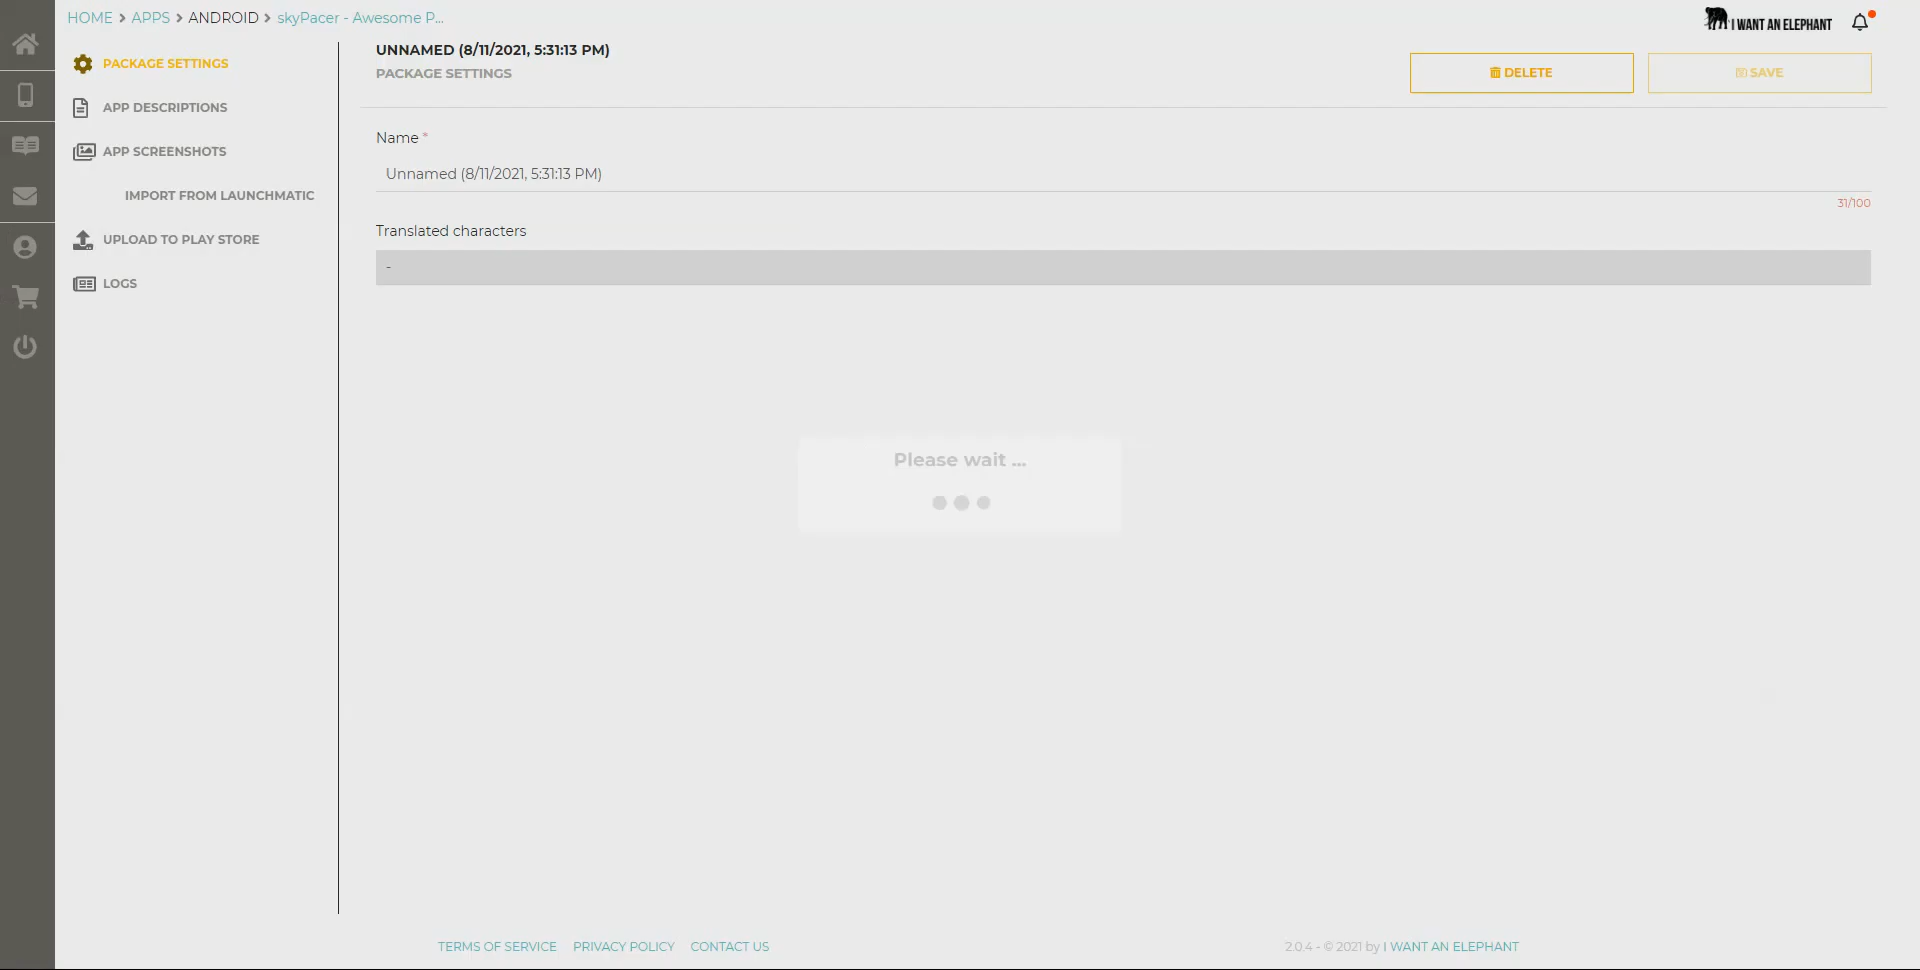 HOME > APPS > ANDROID > skyPacer - Awesome P...
I WANT AN ELEPHANT
PACKAGE SETTINGS
APP DESCRIPTIONS
APP SCREENSHOTS
IMPORT FROM LAUNCHMATIC
UPLOAD TO PLAY STORE
LOGS
UNNAMED (8/11/2021, 5:31:13 PM)
PACKAGE SETTINGS
DELETE
SAVE
Name *
Unnamed (8/11/2021, 5:31:13 PM)
31/100
Translated characters
-
Please wait ...
TERMS OF SERVICE PRIVACY POLICY CONTACT US
2.0.4 - © 2021 by I WANT AN ELEPHANT